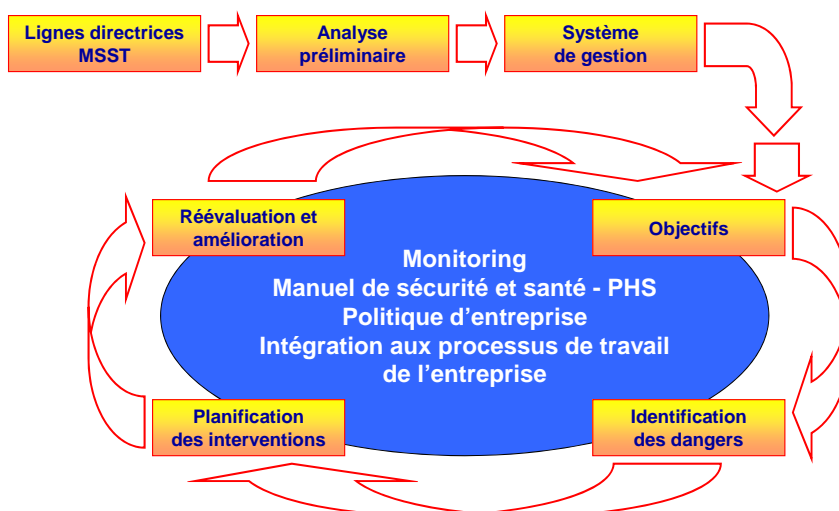 Lignes directrices
MSST
Analyse
préliminaire
Système
de gestion
Réévaluation et
amélioration
Objectifs
Monitoring
Manuel de sécurité et santé - PHS
Politique d'entreprise
Intégration aux processus de travail
de l'entreprise
Planification
des interventions
Identification
des dangers